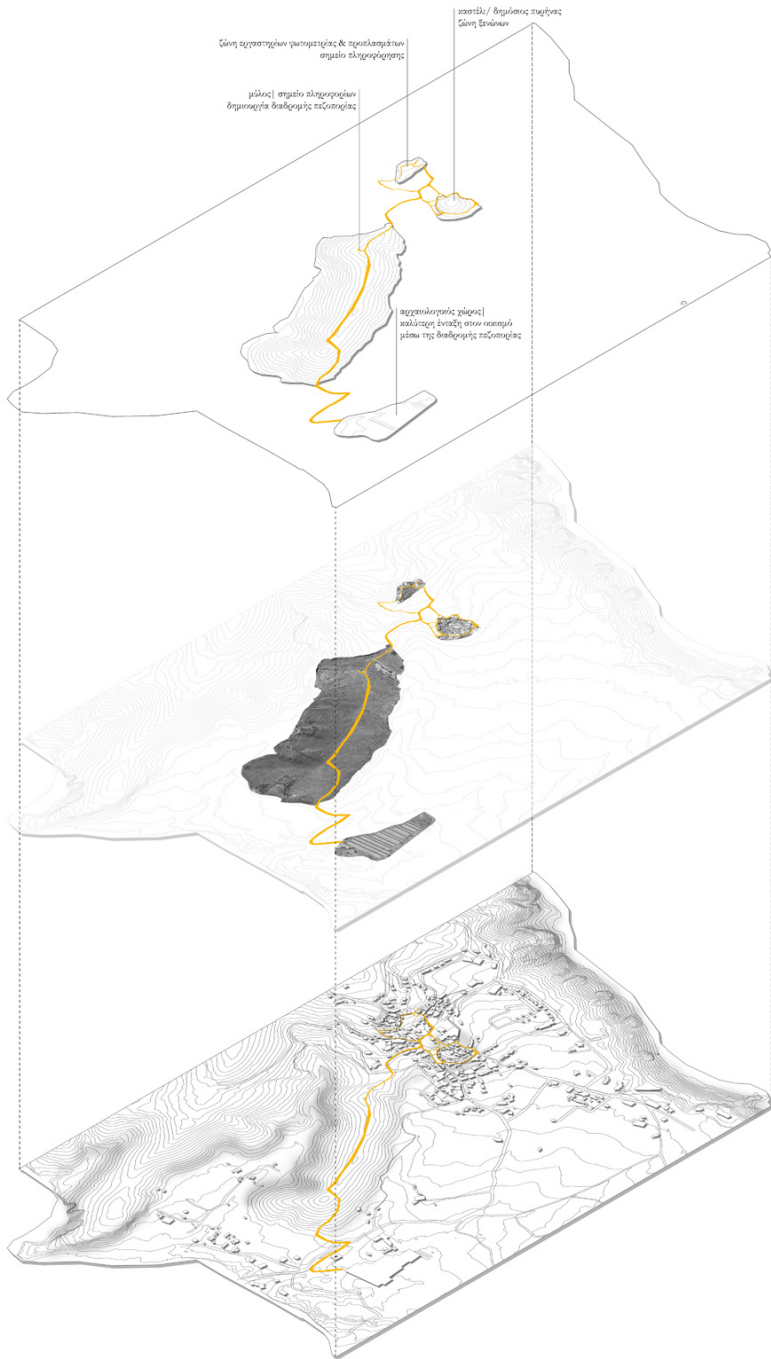 καστέλι/ δημόσιος πυρήνας
ζώνη ξενώνων
ζώνη εργαστηρίων φωτομετρίας & προπλασμάτων
σημείο πληροφόρησης
μύλος| σημείο πληροφορίων
δημιουργία διαδρομής πεζοπορίας
αρχαιολογικός χώρος|
καλύτερη ένταξη στον οικισμό
μέσω της διαδρομής πεζοπορίας